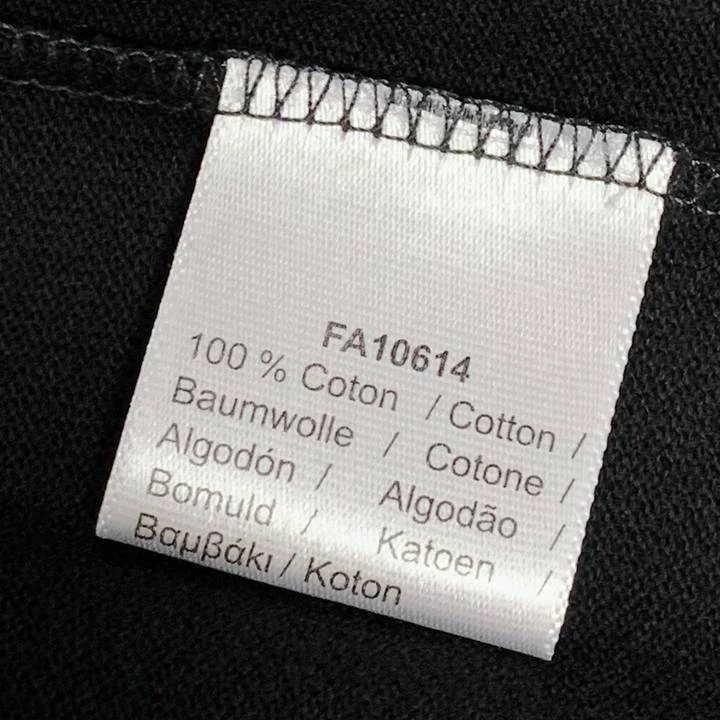 FA10614
100 % Coton / Cotton /
Baumwolle / Cotone /
Algodón / Algodão /
Bomuld / Katoen /
Βαμβάκι / Koton